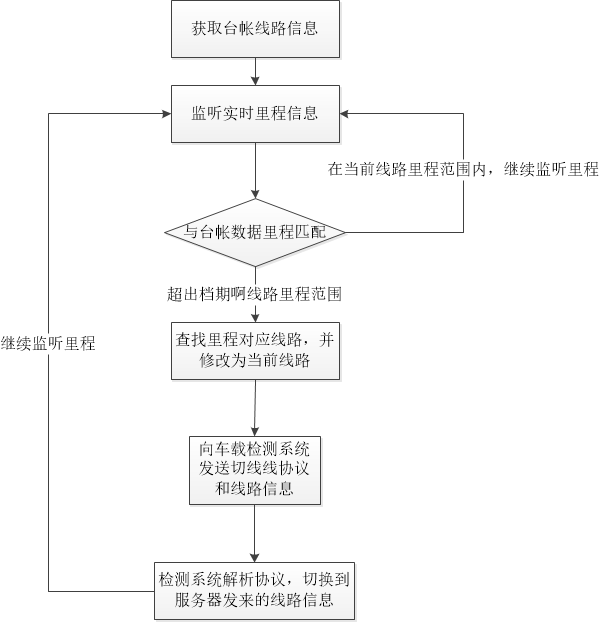 获取台帐线路信息
监听实时里程信息
在当前线路里程范围内，继续监听里程
与台帐数据里程匹配
超出档期啊线路里程范围
查找里程对应线路，并
修改为当前线路
继续监听里程
向车载检测系统
发送切线线协议
和线路信息
检测系统解析协议，切换到
服务器发来的线路信息